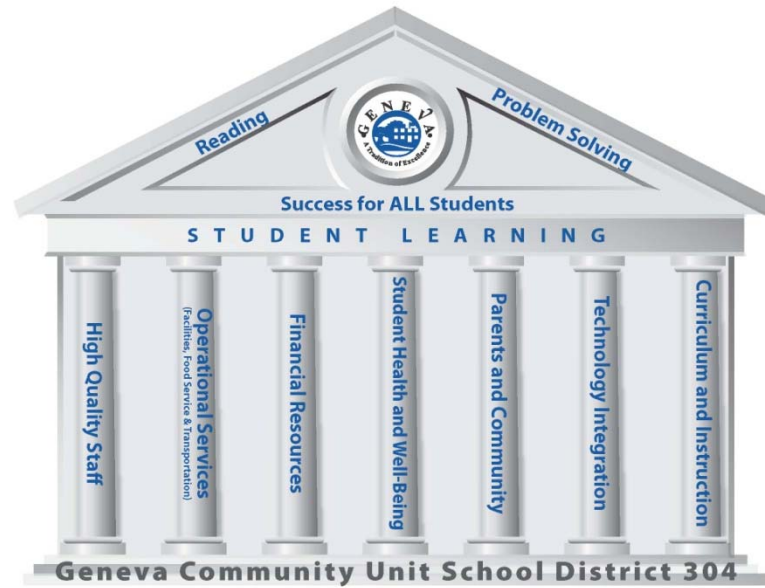 Reading
Problem Solving
GENEVA
A Tradition of Excellence
Success for ALL Students
STUDENT LEARNING
High Quality Staff
Operational Services
(Facilities, Food Service & Transportation)
Financial Resources
Student Health and Well-Being
Parents and Community
Technology Integration
Curriculum and Instruction
Geneva Community Unit School District 304